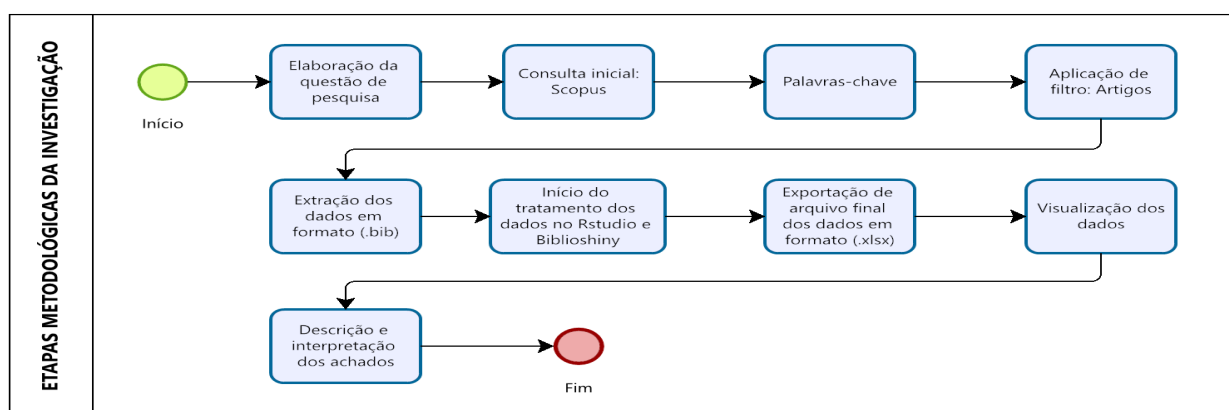 ETAPAS METODOLÓGICAS DA INVESTIGAÇÃO
Início
Elaboração da
questão de
pesquisa
Consulta inicial:
Scopus
Palavras-chave
Aplicação de
filtro: Artigos
Extração dos
dados em
formato (.bib)
Início do
tratamento dos
dados no Rstudio e
Biblioshiny
Exportação de
arquivo final
dos dados em
formato (.xlsx)
Visualização dos
dados
Descrição e
interpretação
dos achados
Fim